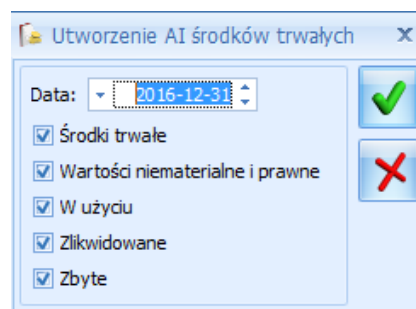 Utworzenie AI środków trwałych
Data: 2016-12-31
Środki trwałe
Wartości niematerialne i prawne
W użyciu
Zlikwidowane
Zbyte